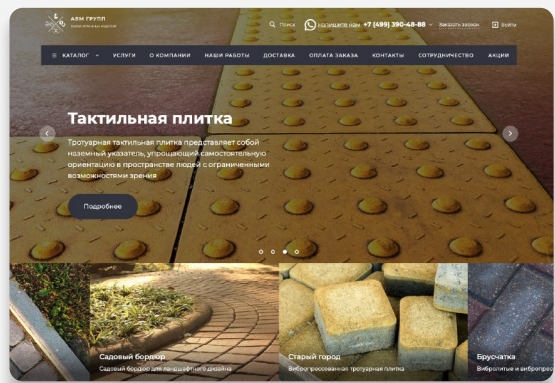 АВМ ГРУПП
Поиск
Напишите нам
+7 (499) 390-48-88
Заказать звонок
Войти
КАТАЛОГ
УСЛУГИ
О КОМПАНИИ
НАШИ РАБОТЫ
ДОСТАВКА
ОПЛАТА ЗАКАЗА
КОНТАКТЫ
СОТРУДНИЧЕСТВО
АКЦИИ
Тактильная плитка
Тротуарная тактильная плитка представляет собой
наземный указатель, упрощающий самостоятельную
ориентацию в пространстве людей с ограниченными
возможностями зрения
Подробнее
Садовый бордюр
Садовый бордюр для ландшафтного дизайна
Старый город
Вибропрессованная тротуарная плитка
Брусчатка
Вибролитые и вибропрес